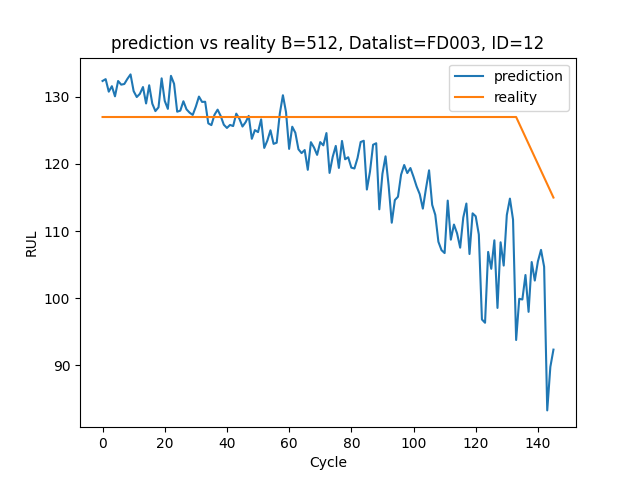 prediction vs reality B=512, Datalist=FD003, ID=12
prediction
reality
130
120
110
100
90
RUL
0 20 40 60 80 100 120 140
Cycle